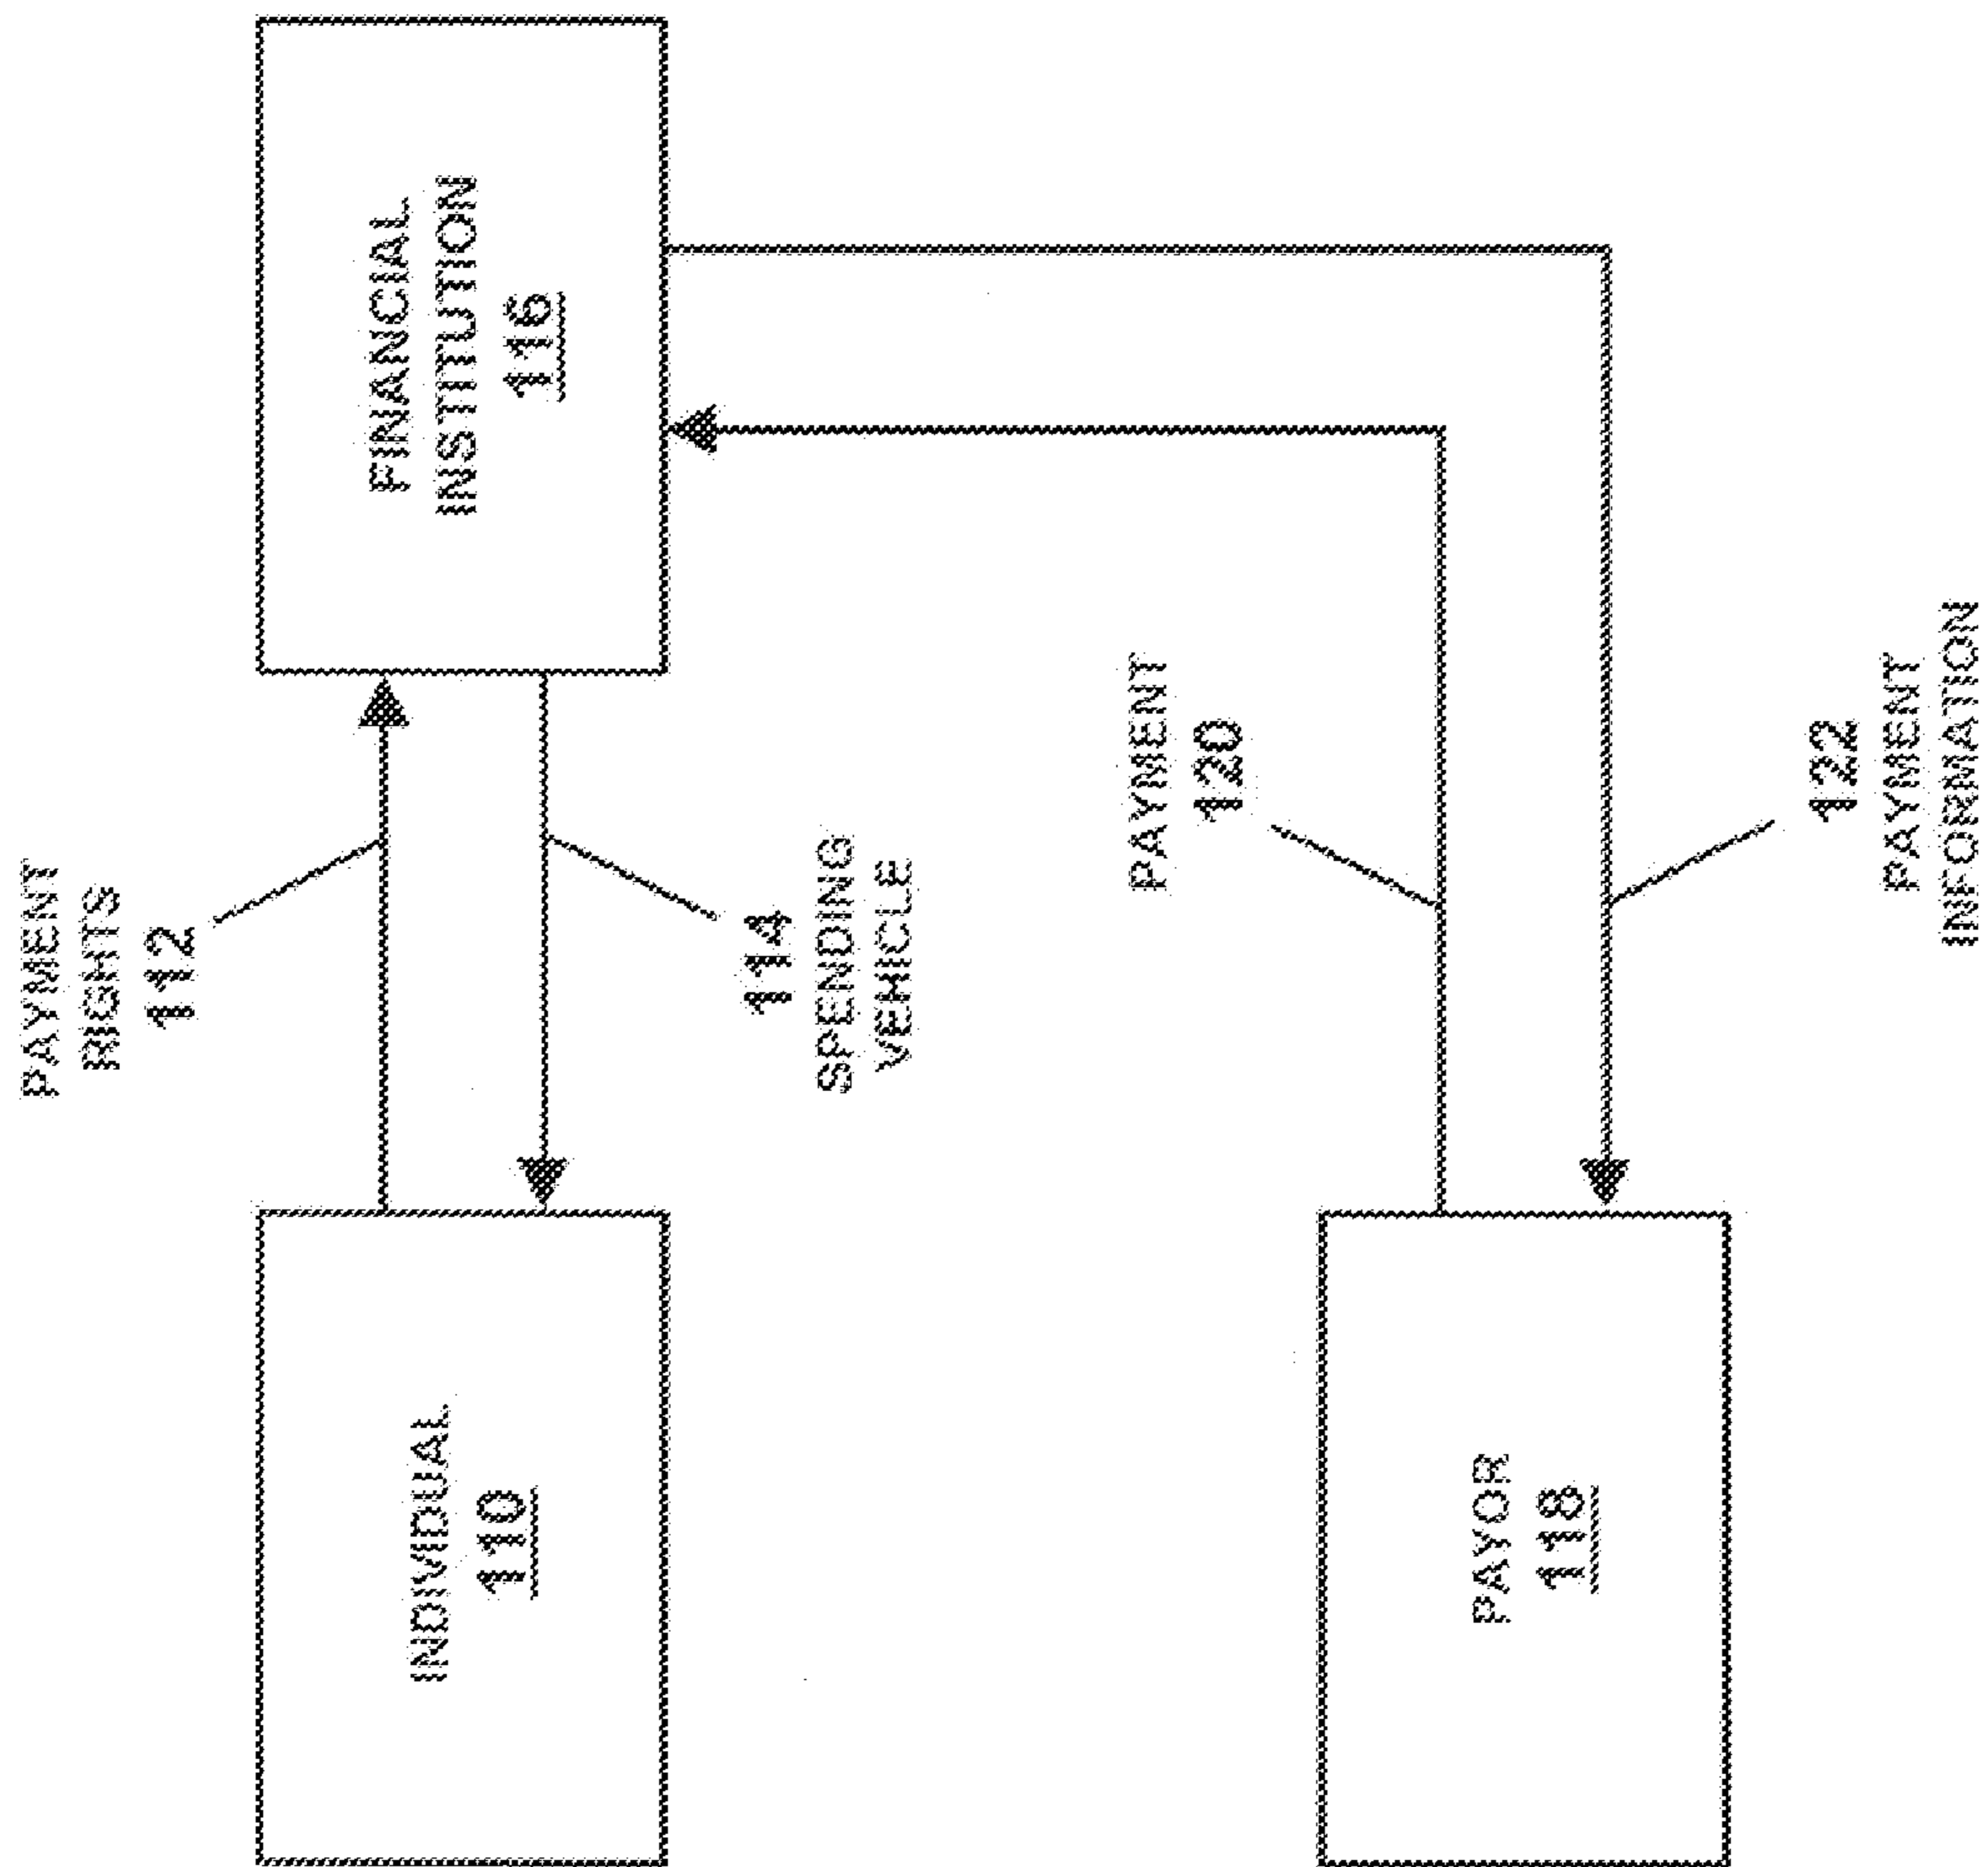 PAYMENT
RIGHTS
112
INDIVIDUAL
110
FINANCIAL
INSTITUTION
116
114
SPENDING
VEHICLE
PAYMENT
120
PAYOR
118
122
PAYMENT
INFORMATION